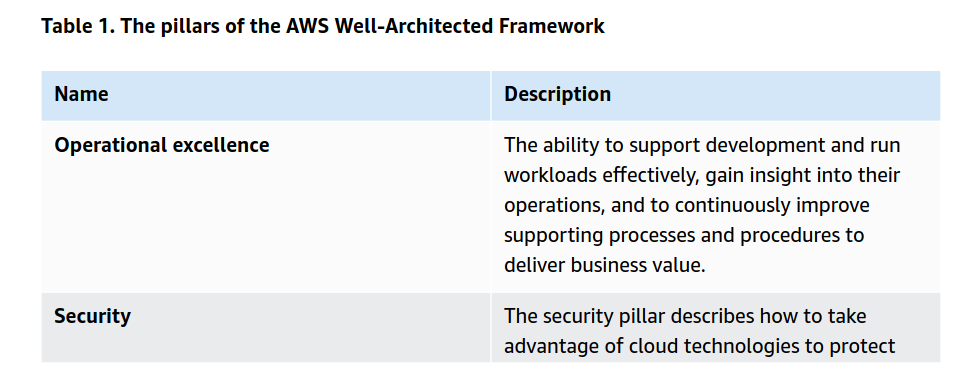 Table 1. The pillars of the AWS Well-Architected Framework
Name
Description
Operational excellence
The ability to support development and run
workloads effectively, gain insight into their
operations, and to continuously improve
supporting processes and procedures to
deliver business value.
Security
The security pillar describes how to take
advantage of cloud technologies to protect